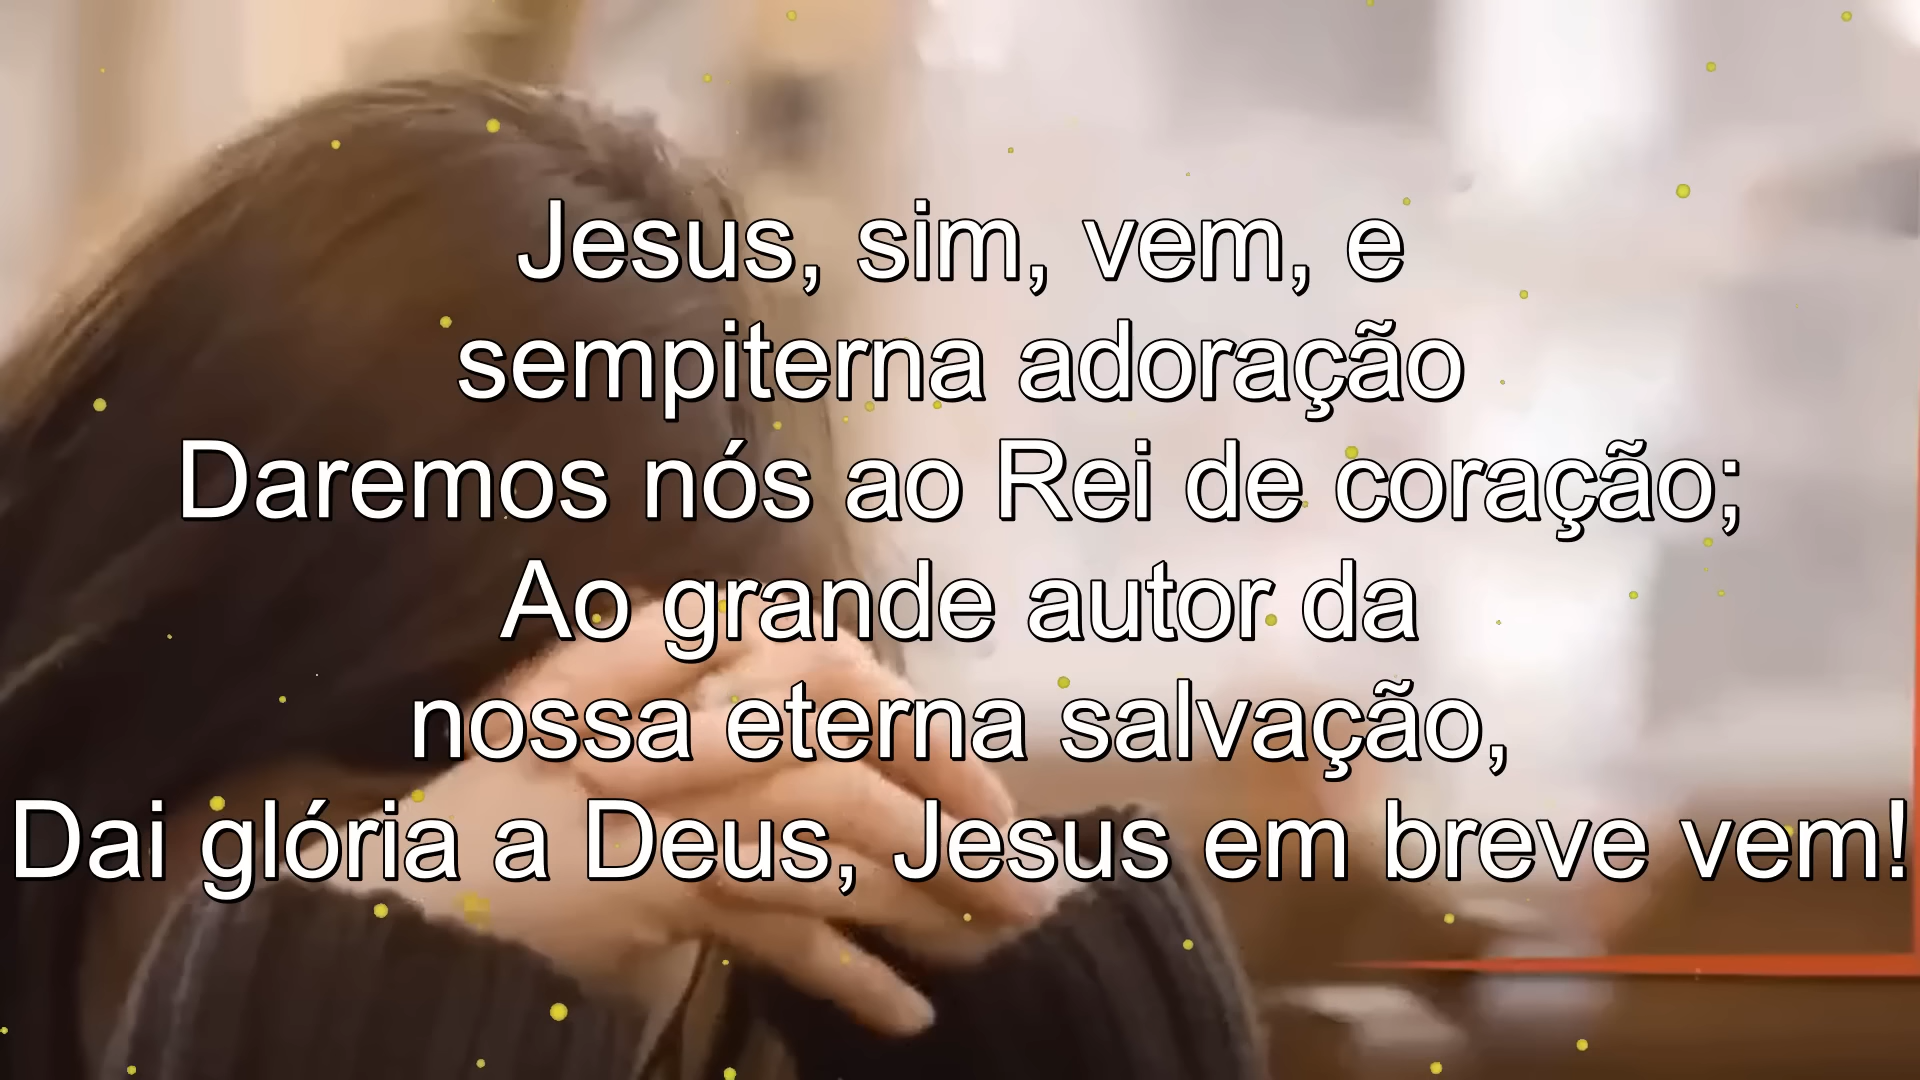 Jesus, sim, vem, e
sempiterna adoração
Daremos nós ao Rei de coração;
Ao grande autor da
nossa eterna salvação,
Dai glória a Deus, Jesus em breve vem!